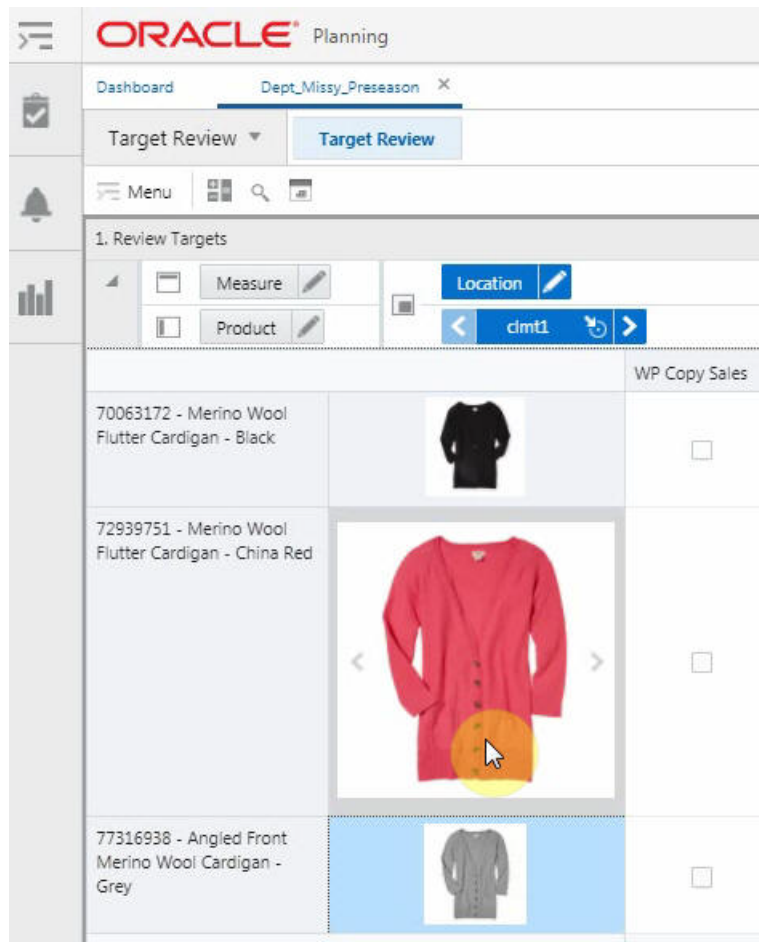 ORACLE® Planning
Dashboard Dept_Missy_Preseason ×
Target Review Target Review
Menu
1. Review Targets
Measure Location
Product clmt1
WP Copy Sales
70063172 - Merino Wool
Flutter Cardigan - Black
72939751 - Merino Wool
Flutter Cardigan - China Red
77316938 - Angled Front
Merino Wool Cardigan -
Grey